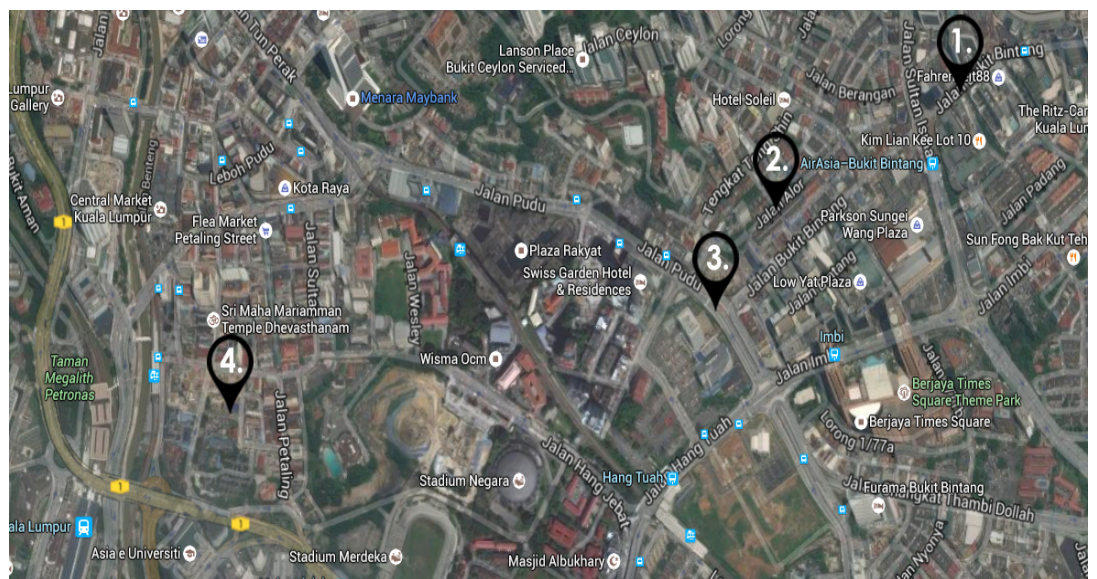 Jalan Tun Perak
Lanson Place
Bukit Ceylon Serviced...
Jalan Ceylon
Lorong
Jalan Sultan Is
1.
Jalan Bukit Bintang
Fahrenheit88
Lumpur
Gallery
Menara Maybank
Hotel Soleil
Jalan Berangan
The Ritz-Car
Kuala Lum
Kim Lian Kee Lot 10
AirAsia–Bukit Bintang
2.
Leboh Pudu
Benteng
Bukit Aman
Central Market
Kuala Lumpur
Kota Raya
Jalan Pudu
Jalan Alor
Jalan Padang
1
Flea Market
Petaling Street
Jalan Sultan
Plaza Rakyat
Jalan Pudu
3.
Jalan Bukit Bintang
Parkson Sungei
Wang Plaza
Sun Fong Bak Kut Teh
Swiss Garden Hotel
& Residences
Low Yat Plaza
Jalan Imbi
Jalan Wesley
Sri Maha Mariamman
Temple Dhevasthanam
4.
Wisma Ocm
Imbi
Jalan Imbi
Taman
Megalith
Petronas
Jalan Petaling
Berjaya Times
Square Theme Park
Berjaya Times Square
Lorong 1/77a
Jalan Hang Tuah
Hang Tuah
Stadium Negara
Jalan Hang Jebat
Furama Bukit Bintang
Thambi Dollah
1
1
ala Lumpur
Asia e Universiti
Stadium Merdeka
Masjid Albukhary
Nyonya